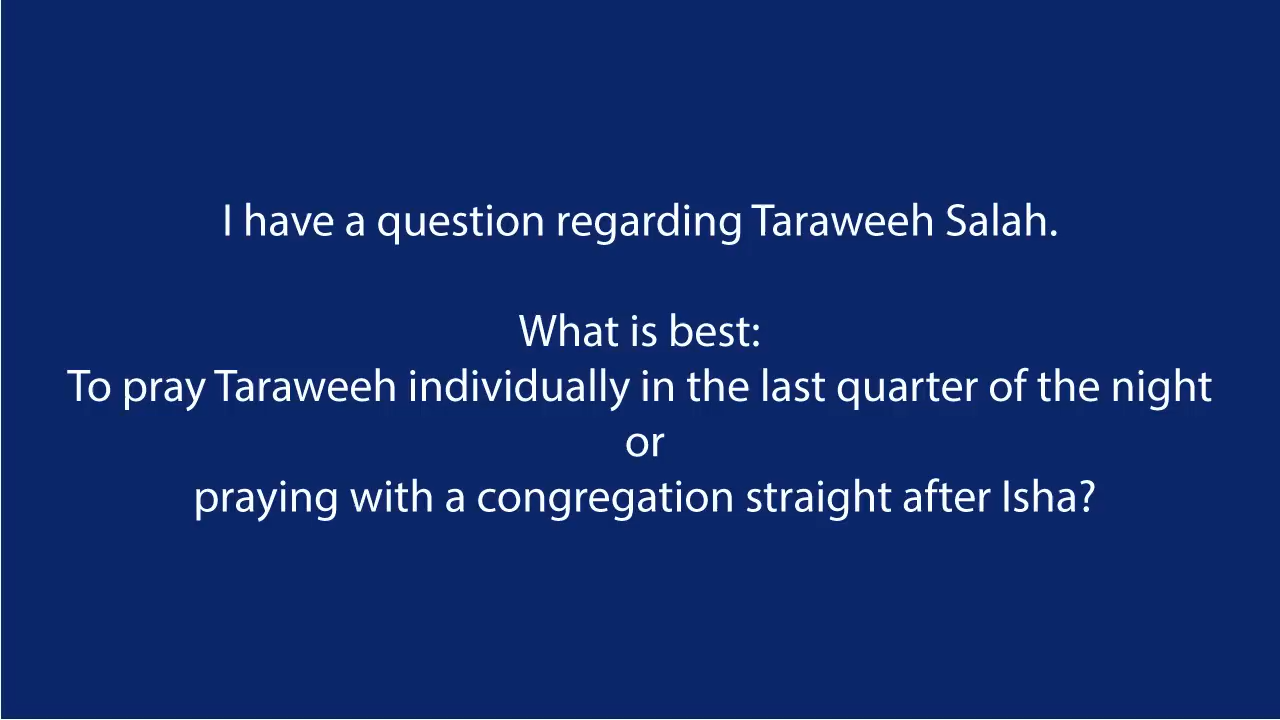 I have a question regarding Taraweeh Salah.
What is best:
To pray Taraweeh individually in the last quarter of the night
or
praying with a congregation straight after Isha?